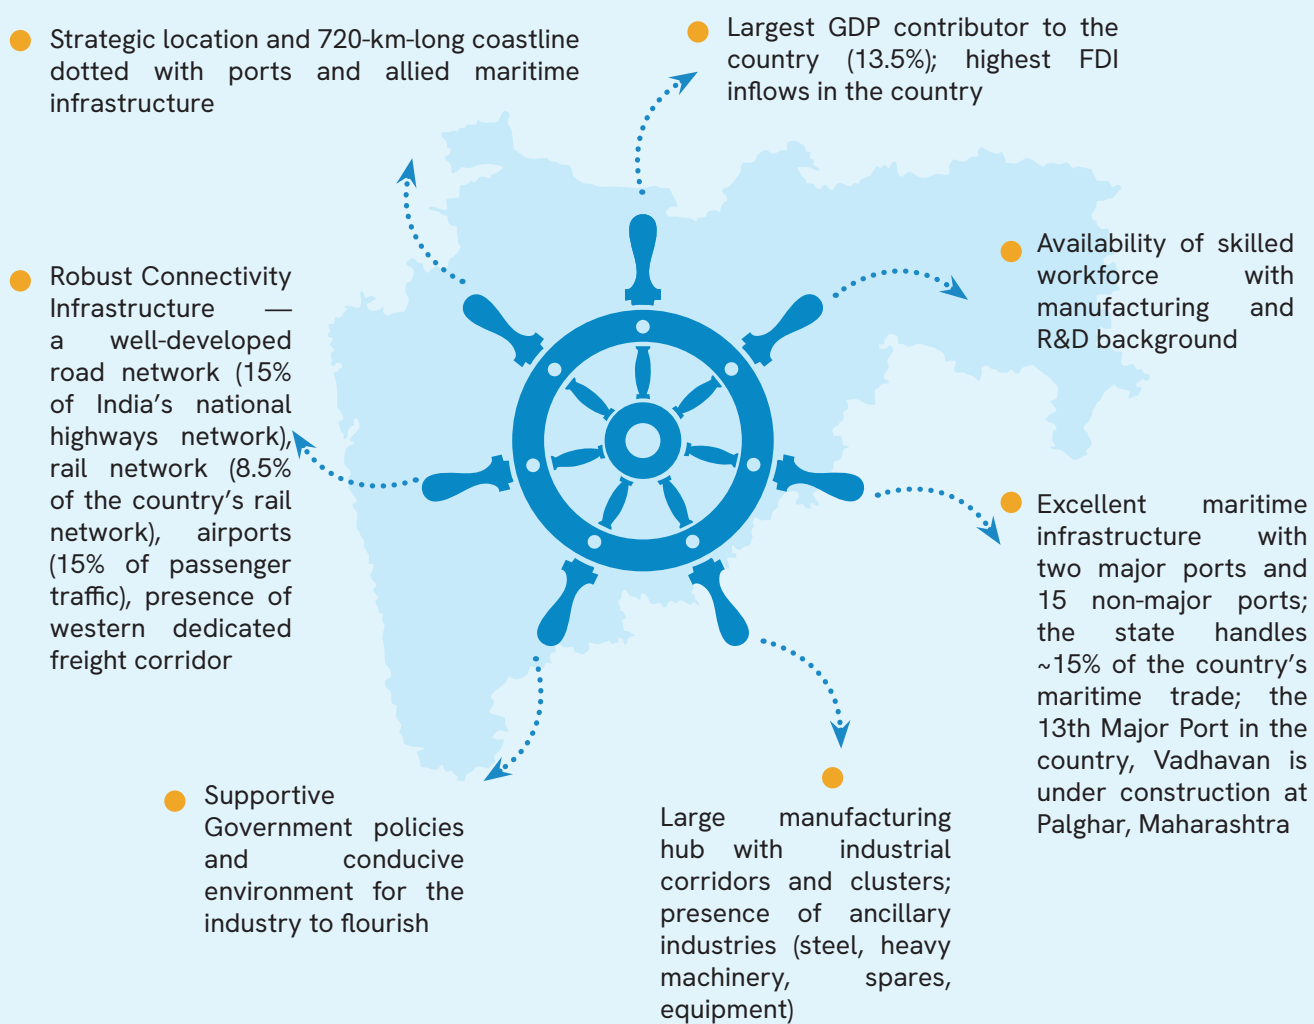 Strategic location and 720-km-long coastline
dotted with ports and allied maritime
infrastructure
Largest GDP contributor to the
country (13.5%); highest FDI
inflows in the country
Availability of skilled
workforce with
manufacturing and
R&D background
Robust Connectivity
Infrastructure —
a well-developed
road network (15%
of India’s national
highways network),
rail network (8.5%
of the country’s rail
network), airports
(15% of passenger
traffic), presence of
western dedicated
freight corridor
Excellent maritime
infrastructure with
two major ports and
15 non-major ports;
the state handles
~15% of the country’s
maritime trade; the
13th Major Port in the
country, Vadhavan is
under construction at
Palghar, Maharashtra
Supportive
Government policies
and conducive
environment for the
industry to flourish
Large manufacturing
hub with industrial
corridors and clusters;
presence of ancillary
industries (steel, heavy
machinery, spares,
equipment)